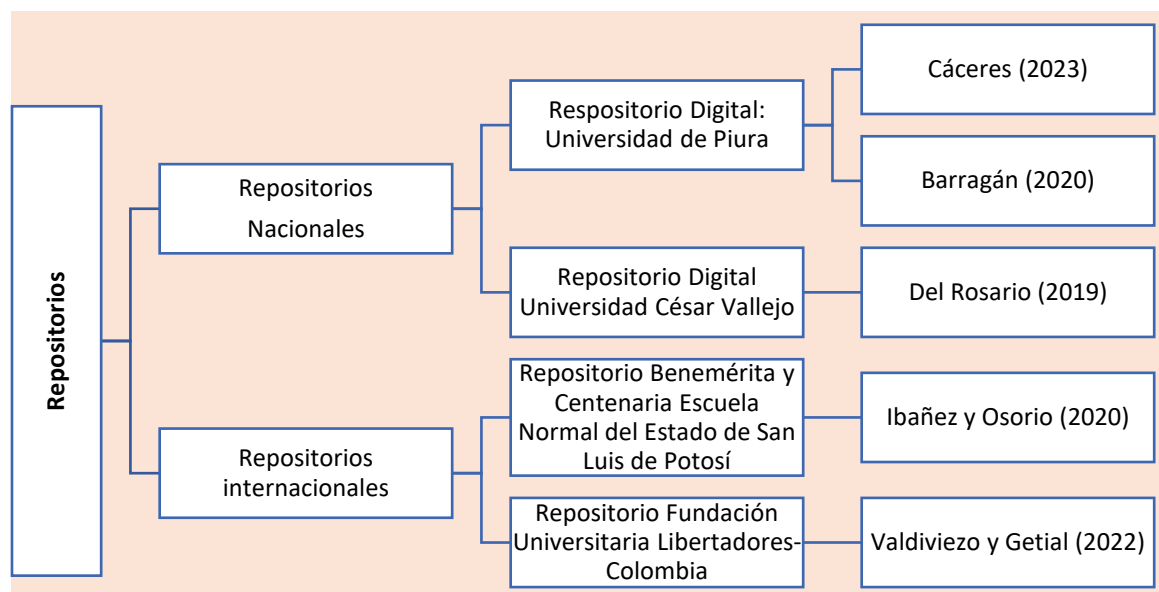 Repositorios
Repositorios
Nacionales
Respositorio Digital:
Universidad de Piura
Cáceres (2023)
Barragán (2020)
Repositorio Digital
Universidad César Vallejo
Del Rosario (2019)
Repositorios
internacionales
Repositorio Benemérita y
Centenaria Escuela
Normal del Estado de San
Luis de Potosí
Ibañez y Osorio (2020)
Repositorio Fundación
Universitaria Libertadores-
Colombia
Valdiviezo y Getial (2022)